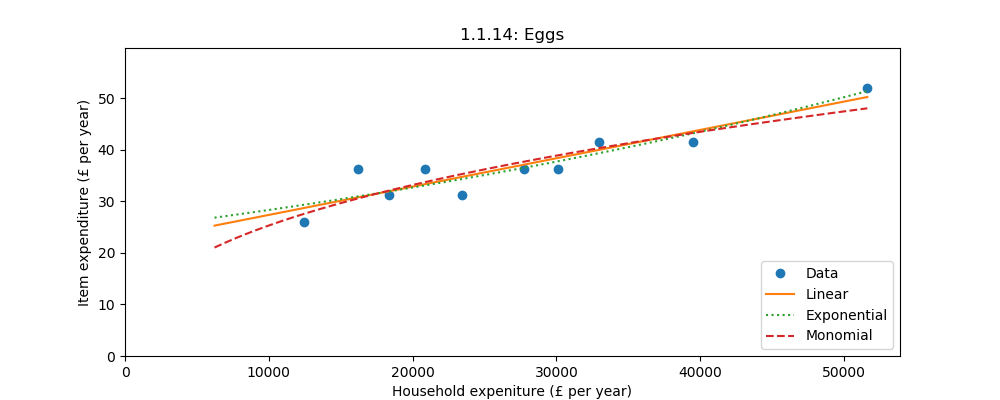 1.1.14: Eggs
Item expenditure (£ per year)
50
40
30
20
10
0
0 10000 20000 30000 40000 50000
Household expeniture (£ per year)
Data
Linear
Exponential
Monomial